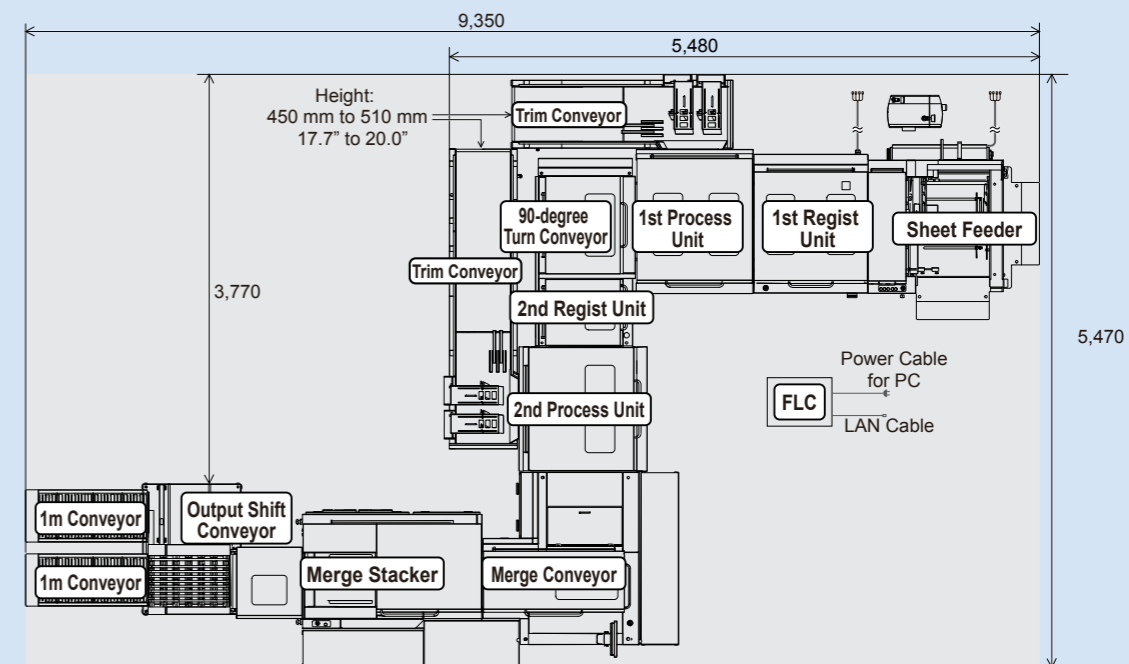 9,350
5,480
Height:
450 mm to 510 mm
17.7” to 20.0”
Trim Conveyor
90-degree
Turn Conveyor
1st Process
Unit
1st Regist
Unit
Sheet Feeder
Trim Conveyor
3,770
2nd Regist Unit
5,470
Power Cable
for PC
FLC
LAN Cable
2nd Process Unit
1m Conveyor
Output Shift
Conveyor
1m Conveyor
Merge Stacker
Merge Conveyor